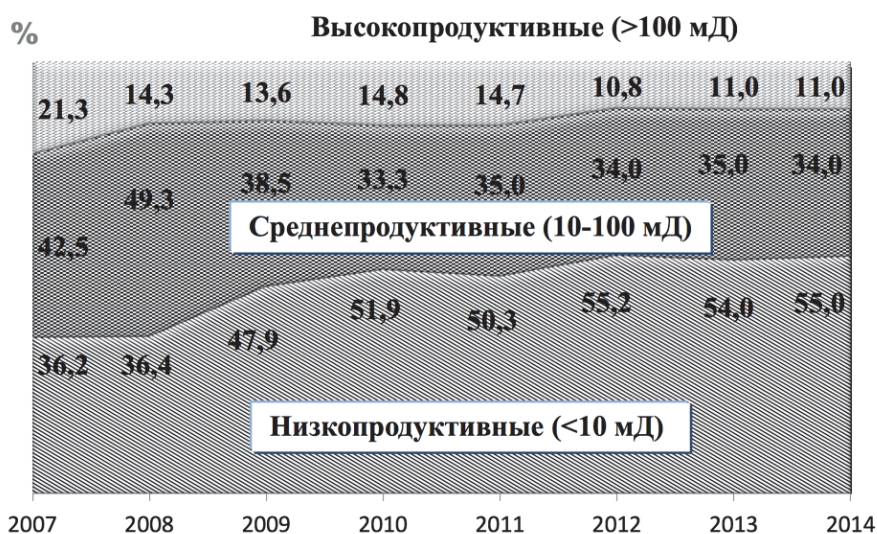 %
Высокопродуктивные (>100 мД)
21,3 14,3 13,6 14,8 14,7 10,8 11,0 11,0
42,5 49,3 38,5 33,3 35,0 34,0 35,0 34,0
Среднепродуктивные (10-100 мД)
36,2 36,4 47,9 51,9 50,3 55,2 54,0 55,0
Низкопродуктивные (<10 мД)
2007 2008 2009 2010 2011 2012 2013 2014